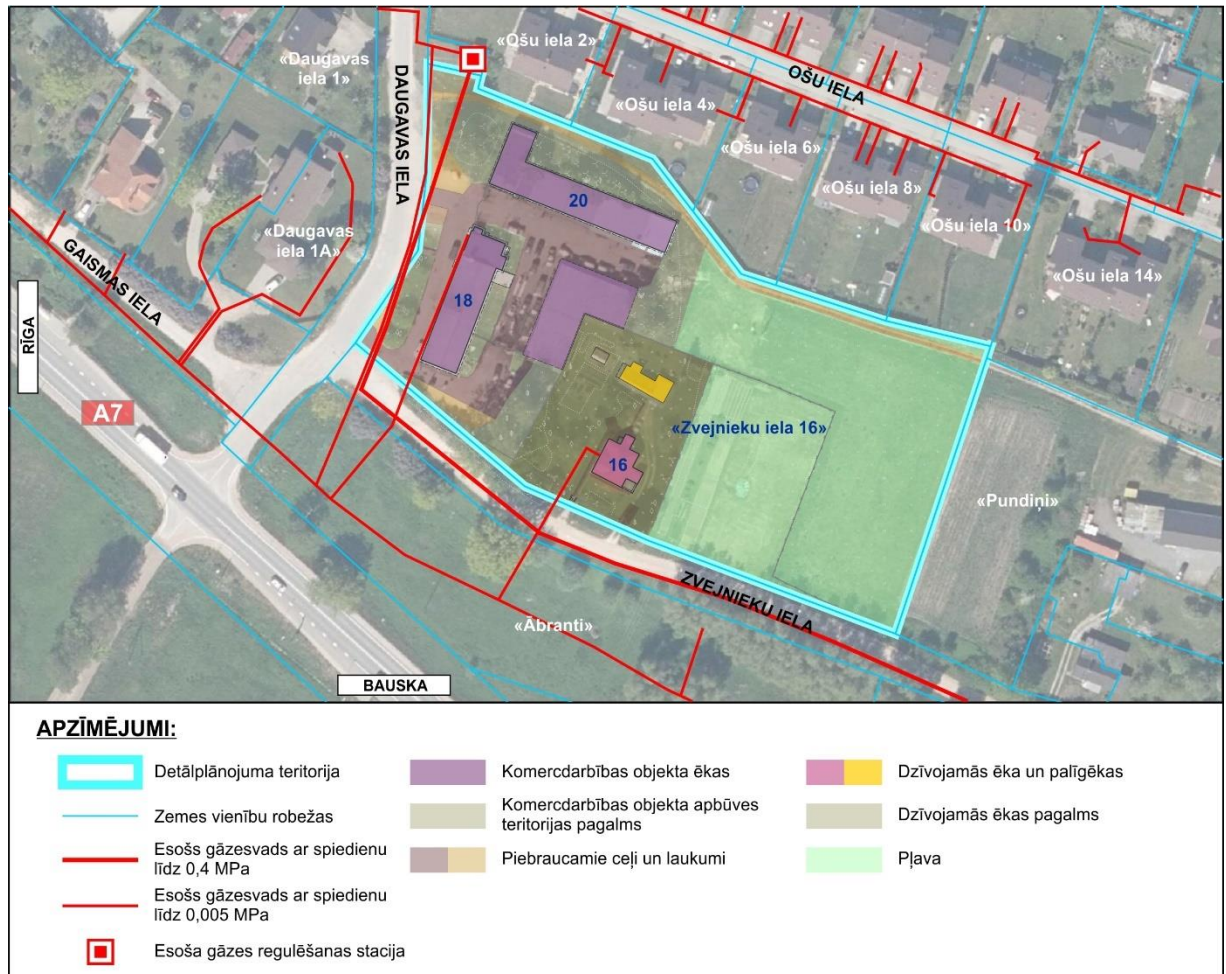 «Ošu iela 2»
«Daugavas
iela 1»
DAUGAVAS IELA
OŠU IELA
«Ošu iela 4»
«Ošu iela 6»
«Ošu iela 8»
20
«Ošu iela 10»
«Daugavas
iela 1A»
«Ošu iela 14»
GAISMAS IELA
18
RĪGA
A7
«Zvejnieku iela 16»
16
«Pundiņi»
ZVEJNIEKU IELA
«Ābranti»
BAUSKA
APZĪMĒJUMI:
Detālplānojuma teritorija
Zemes vienību robežas
Esošs gāzesvads ar spiedienu
līdz 0,4 MPa
Esošs gāzesvads ar spiedienu
līdz 0,005 MPa
Esoša gāzes regulēšanas stacija
Komercdarbības objekta ēkas
Komercdarbības objekta apbūves
teritorijas pagalms
Piebraucamie ceļi un laukumi
Dzīvojamās ēka un palīgēkas
Dzīvojamās ēkas pagalms
Pļava